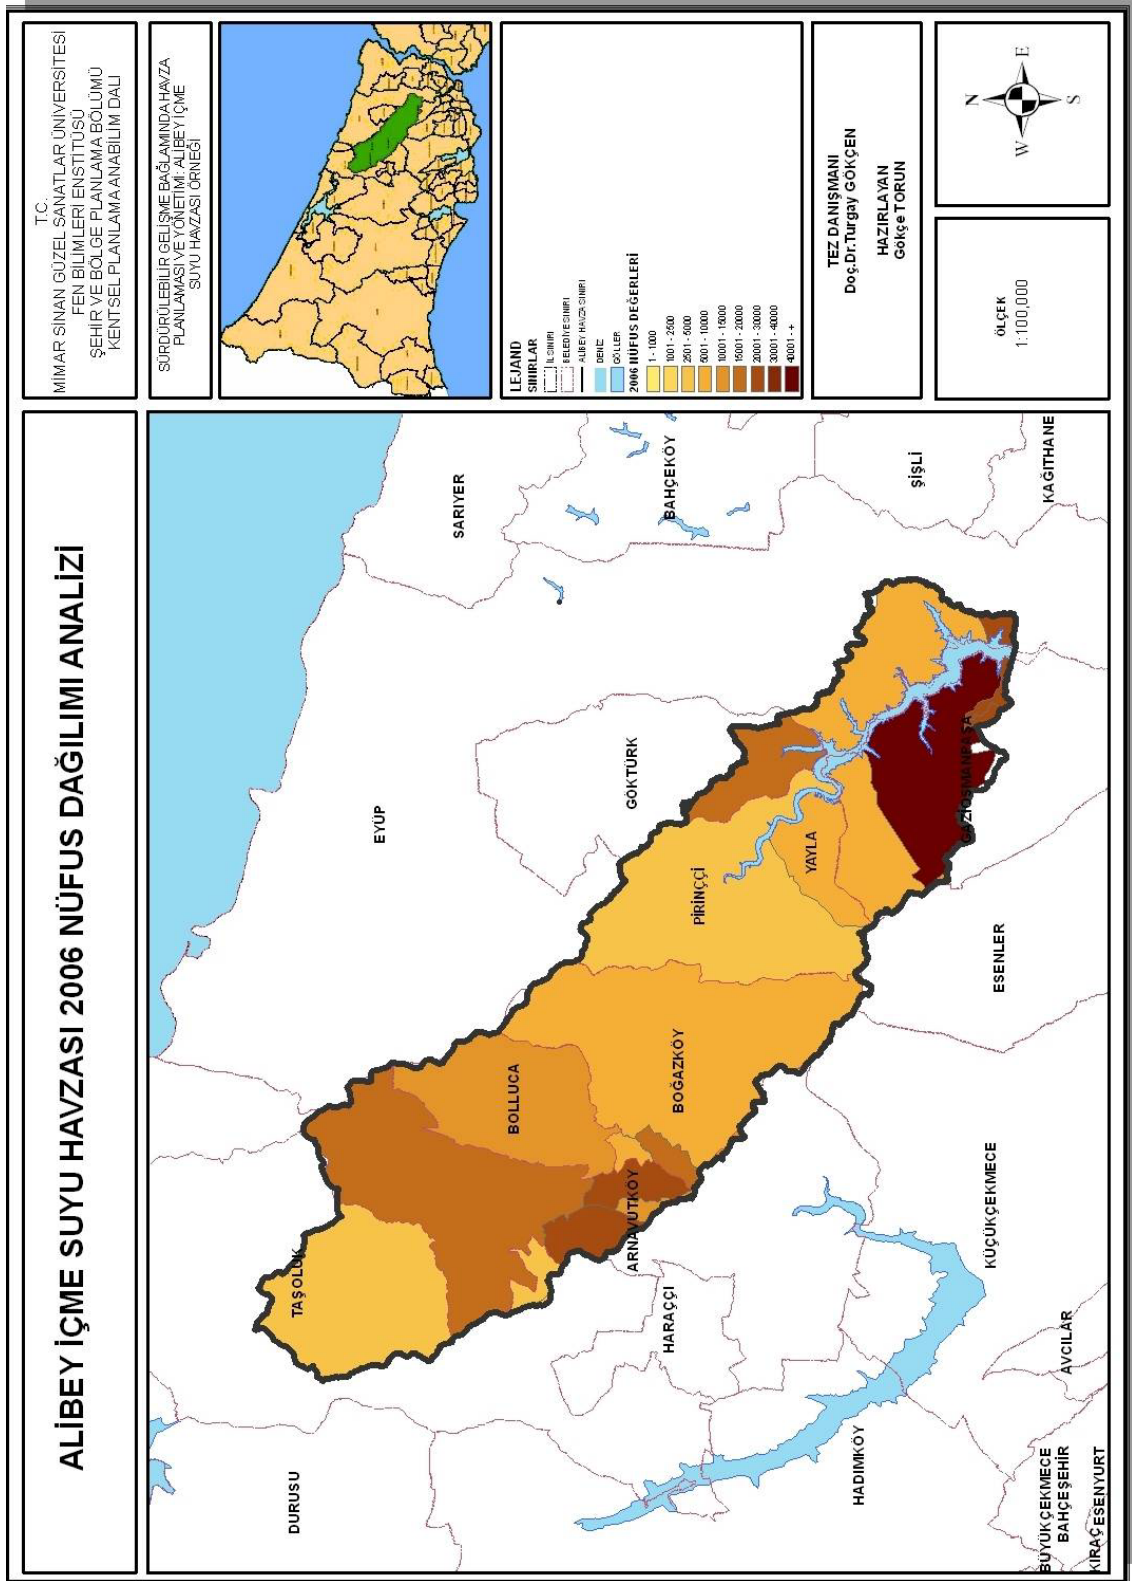 ALİBEY İÇME SUYU HAVZASI 2006 NÜFUS DAĞILIMI ANALİZİ
T.C.
MİMAR SİNAN GÜZEL SANATLAR ÜNİVERSİTESİ
FEN BİLİMLERİ ENSTİTÜSÜ
ŞEHİR VE BÖLGE PLANLAMA BÖLÜMÜ
KENTSEL PLANLAMA ANABİLİM DALI
SÜRDÜRÜLEBİLİR GELİŞME BAĞLAMINDA HAVZA
PLANLAMASI VE YÖNETİMİ: ALİBEY İÇME
SUYU HAVZASI ÖRNEĞİ
LEJAND
SINIRLAR
İL SINIRI
BELEDİYE SINIRI
ALİBEY HAVZA SINIRI
DENİZ
GÖLLER
2006 NÜFUS DEĞERLERİ
1 - 1000
1001 - 2500
2501 - 5000
5001 - 10000
10001 - 15000
15001 - 20000
20001 - 30000
30001 - 40000
40001 - +
TEZ DANIŞMANI
Doç.Dr.Turgay GÖKÇEN
HAZIRLAYAN
Gökçe TORUN
ÖLÇEK
1:100,000
N
W
E
S
DURUSU
TAŞOLUK
EYÜP
SARIYER
BAHÇEKÖY
ŞİŞLİ
KAĞITHANE
GÖKTÜRK
BOLLUCA
PİRİNÇÇİ
YAYLA
BOĞAZKÖY
ARNAVUTKÖY
HARAÇÇI
GAZİOSMANPAŞA
ESENLER
KÜÇÜKÇEKMECE
AVCILAR
HADIMKÖY
BÜYÜKÇEKMECE
BAHÇEŞEHİR
KIRAÇ
ESENYURT